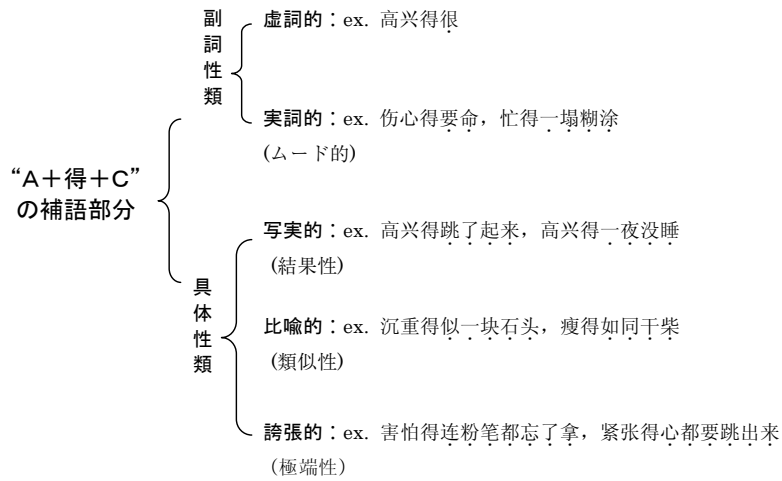 副詞性類
虚詞的：ex. 高兴得很
実詞的：ex. 伤心得要命，忙得一塌糊涂
(ムード的)
“A＋得＋C”
の補語部分
具体性類
写実的：ex. 高兴得跳了起来，高兴得一夜没睡
(結果性)
比喩的：ex. 沉重得似一块石头，瘦得如同干柴
(類似性)
誇張的：ex. 害怕得连粉笔都忘了拿，紧张得心都要跳出来
（極端性）